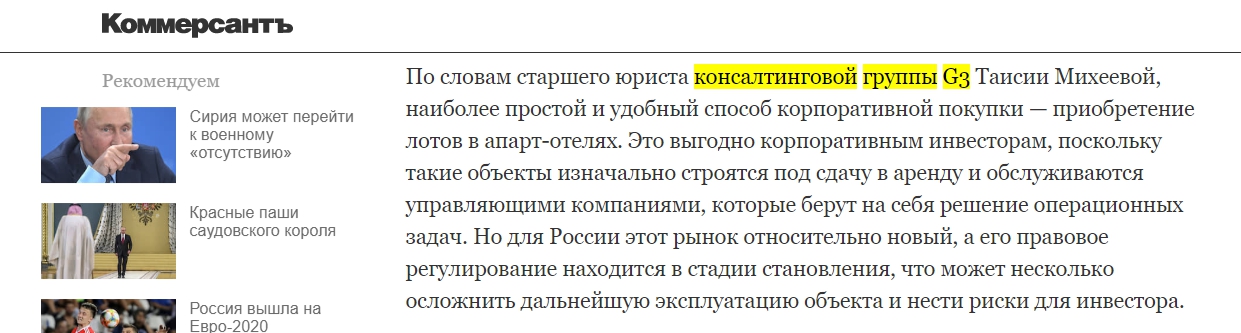 Коммерсантъ
Рекомендуем
Сирия может перейти
к военному
«отсутствию»
Красные паши
саудовского короля
Россия вышла на
Евро-2020
По словам старшего юриста консалтинговой группы G3 Таисии Михеевой,
наиболее простой и удобный способ корпоративной покупки — приобретение
лотов в апарт-отелях. Это выгодно корпоративным инвесторам, поскольку
такие объекты изначально строятся под сдачу в аренду и обслуживаются
управляющими компаниями, которые берут на себя решение операционных
задач. Но для России этот рынок относительно новый, а его правовое
регулирование находится в стадии становления, что может несколько
осложнить дальнейшую эксплуатацию объекта и нести риски для инвестора.